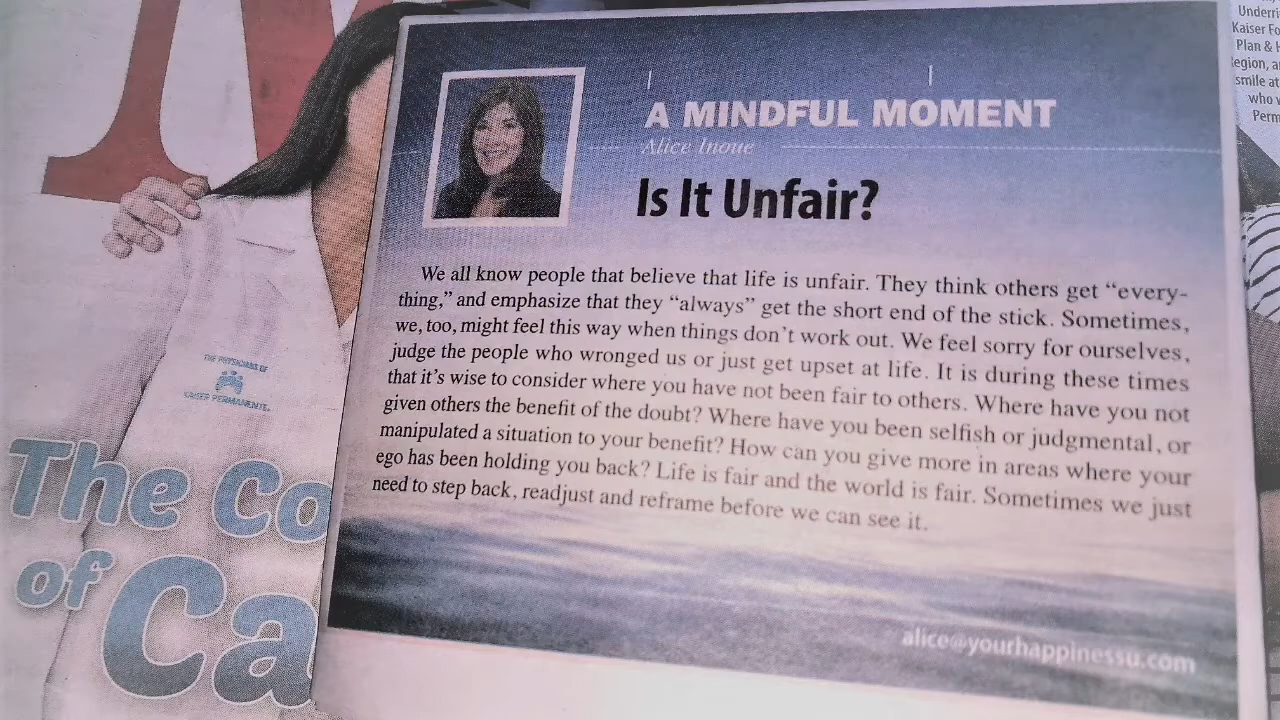 A MINDFUL MOMENT
Alice Inoue
Is It Unfair?
We all know people that believe that life is unfair. They think others get “every-
thing,” and emphasize that they “always” get the short end of the stick. Sometimes,
we, too, might feel this way when things don’t work out. We feel sorry for ourselves,
judge the people who wronged us or just get upset at life. It is during these times
that it’s wise to consider where you have not been fair to others. Where have you not
given others the benefit of the doubt? Where have you been selfish or judgmental, or
manipulated a situation to your benefit? How can you give more in areas where your
ego has been holding you back? Life is fair and the world is fair. Sometimes we just
need to step back, readjust and reframe before we can see it.
alice@yourhappinessu.com
THE PHYSICIANS OF
KAISER PERMANENTE.
The Co
of Ca
Underri
Kaiser Fo
Plan & H
egion, a
smile at
who
Perm